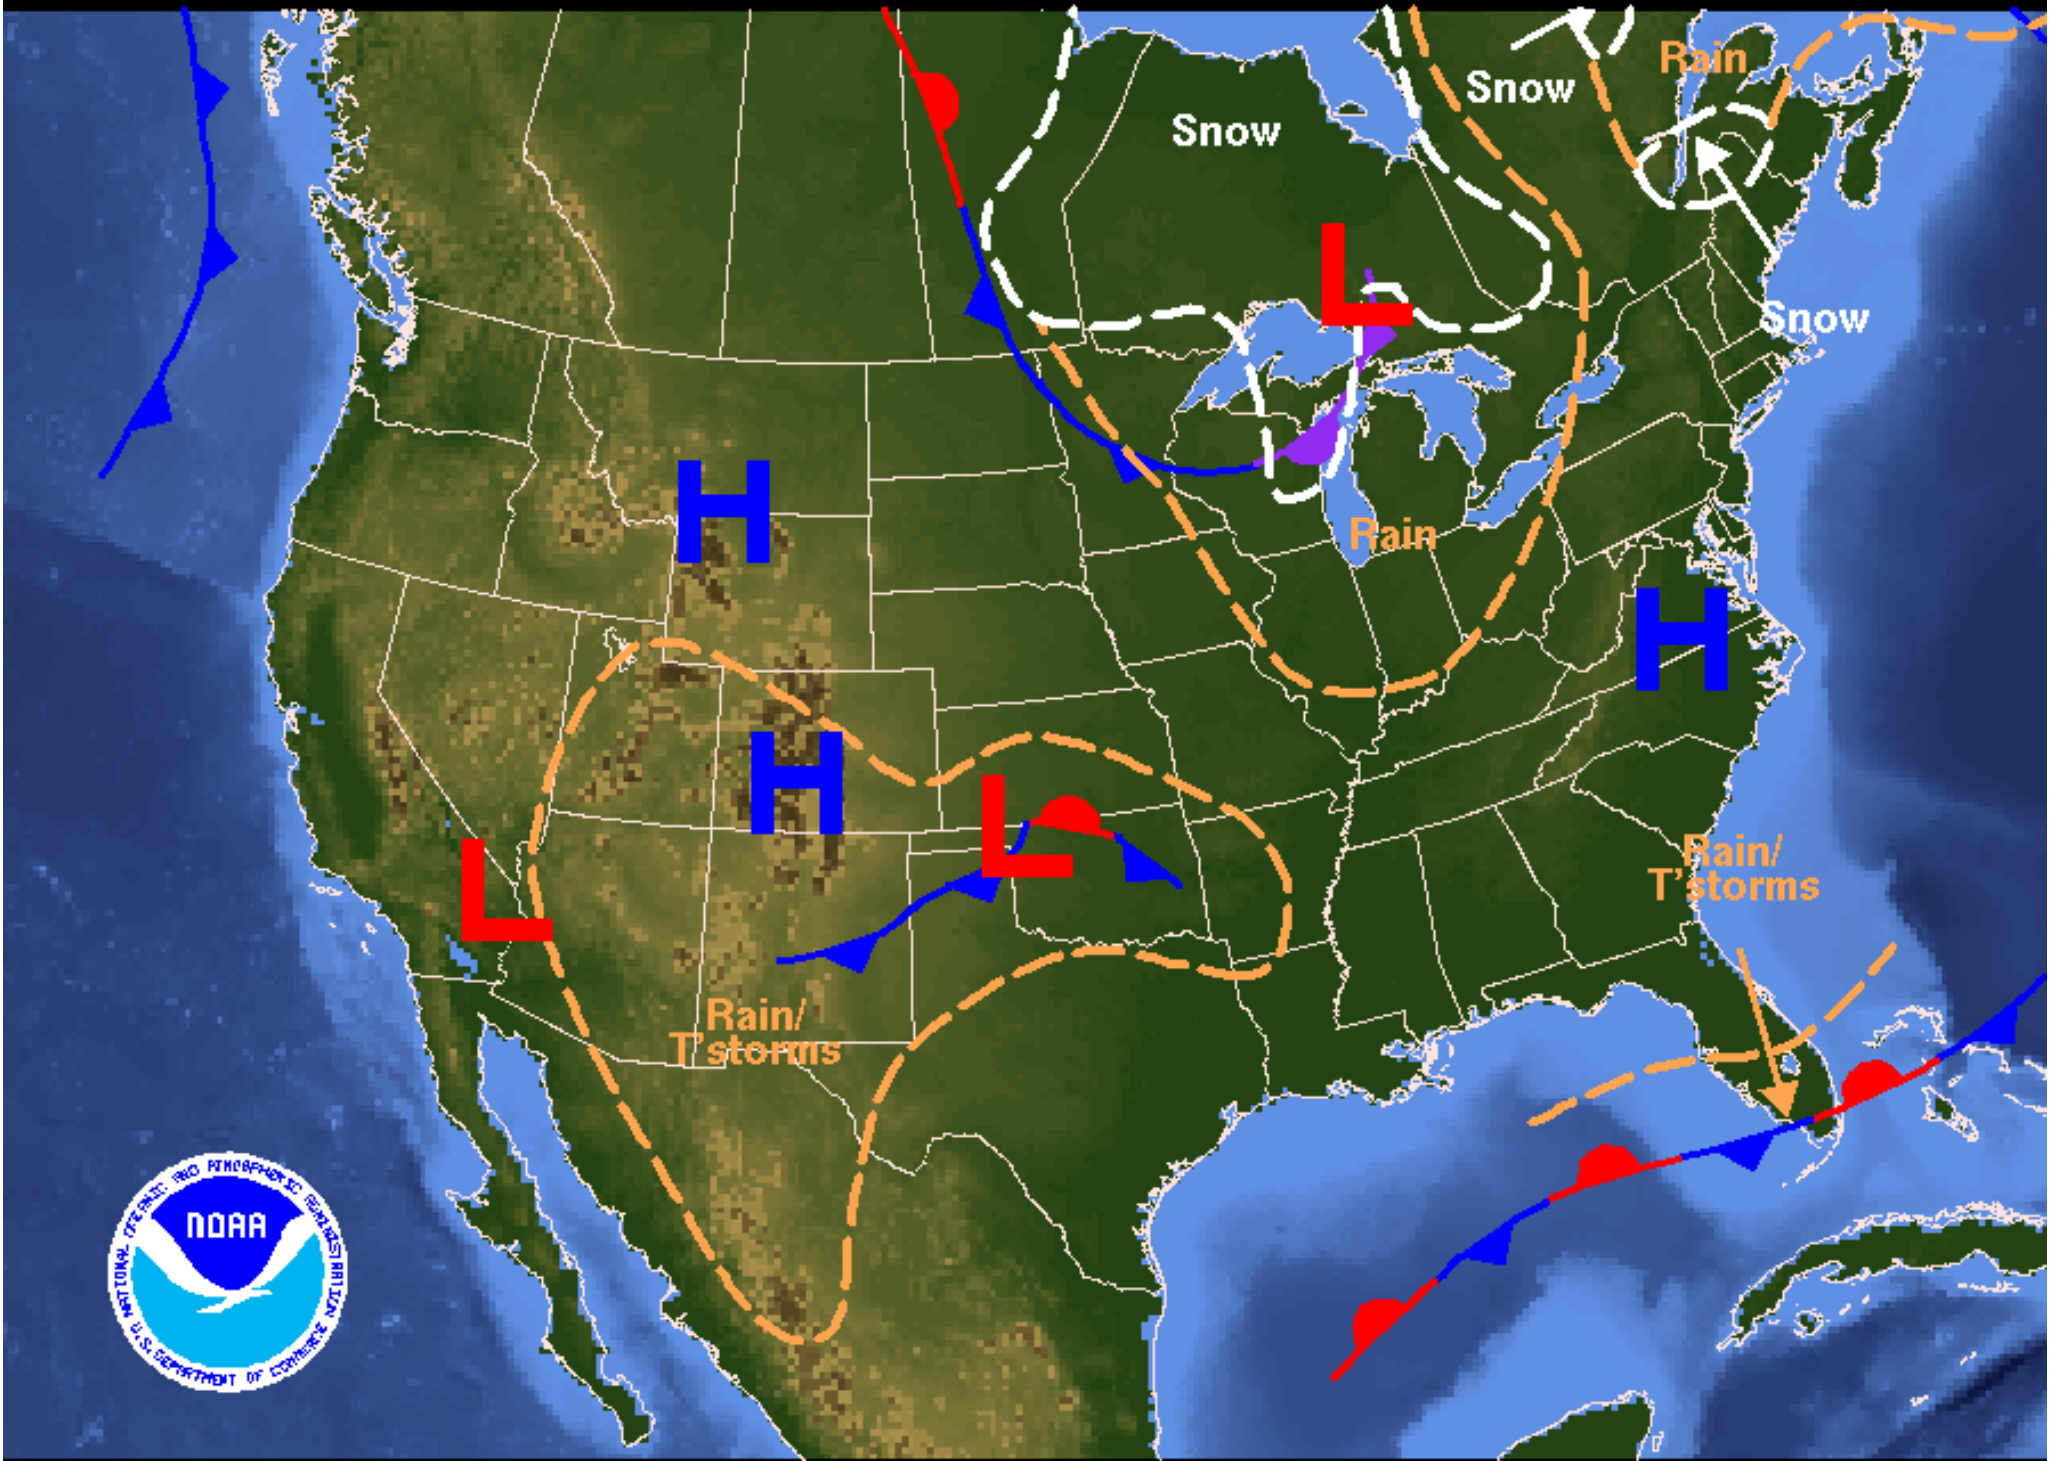 Rain
Snow
Snow
L
Snow
H
Rain
H
H
L
L
Rain/
T'storms
Rain/
T'storms
NOAA
NATIONAL OCEANIC AND ATMOSPHERIC ADMINISTRATION
U.S. DEPARTMENT OF COMMERCE